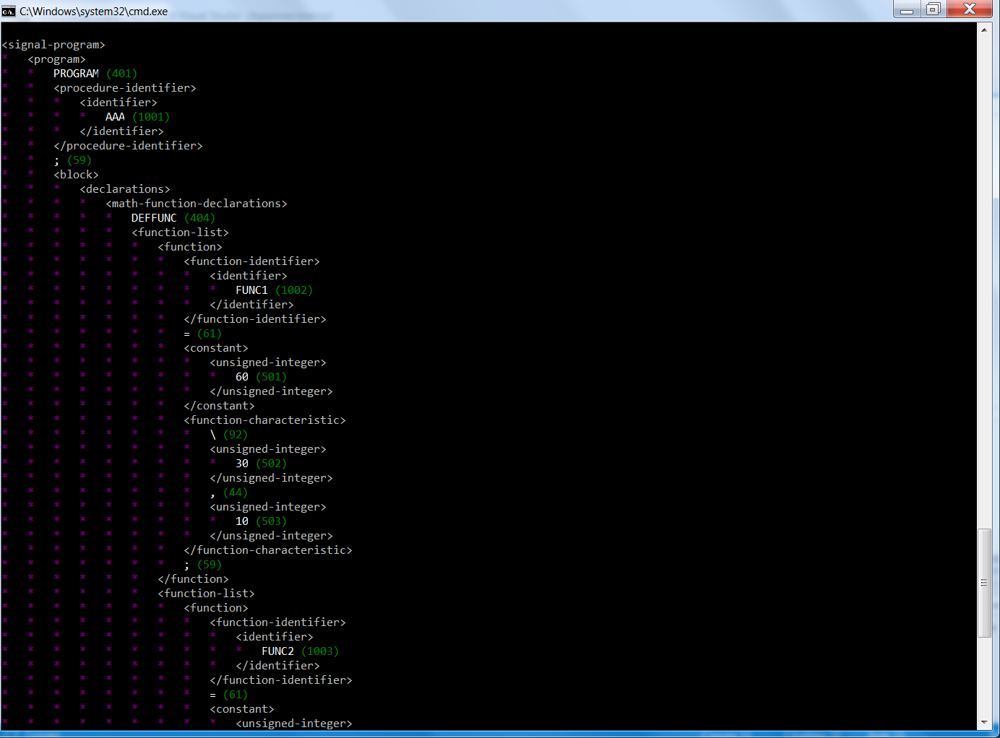 C:\Windows\system32\cmd.exe
<signal-program>
* <program>
* * PROGRAM (401)
* * <procedure-identifier>
* * * <identifier>
* * * * AAA (1001)
* * * </identifier>
* * </procedure-identifier>
* * ; (59)
* * <block>
* * * <declarations>
* * * * <math-function-declarations>
* * * * * DEFFUNC (404)
* * * * * <function-list>
* * * * * * <function>
* * * * * * * <function-identifier>
* * * * * * * * <identifier>
* * * * * * * * * FUNC1 (1002)
* * * * * * * * </identifier>
* * * * * * * </function-identifier>
* * * * * * * = (61)
* * * * * * * <constant>
* * * * * * * * <unsigned-integer>
* * * * * * * * * 60 (501)
* * * * * * * * </unsigned-integer>
* * * * * * * </constant>
* * * * * * * <function-characteristic>
* * * * * * * * \ (92)
* * * * * * * * <unsigned-integer>
* * * * * * * * * 30 (502)
* * * * * * * * </unsigned-integer>
* * * * * * * * , (44)
* * * * * * * * <unsigned-integer>
* * * * * * * * * 10 (503)
* * * * * * * * </unsigned-integer>
* * * * * * * </function-characteristic>
* * * * * * * ; (59)
* * * * * * </function>
* * * * * * <function-list>
* * * * * * * <function>
* * * * * * * * <function-identifier>
* * * * * * * * * <identifier>
* * * * * * * * * * FUNC2 (1003)
* * * * * * * * * </identifier>
* * * * * * * * </function-identifier>
* * * * * * * * = (61)
* * * * * * * * <constant>
* * * * * * * * * <unsigned-integer>